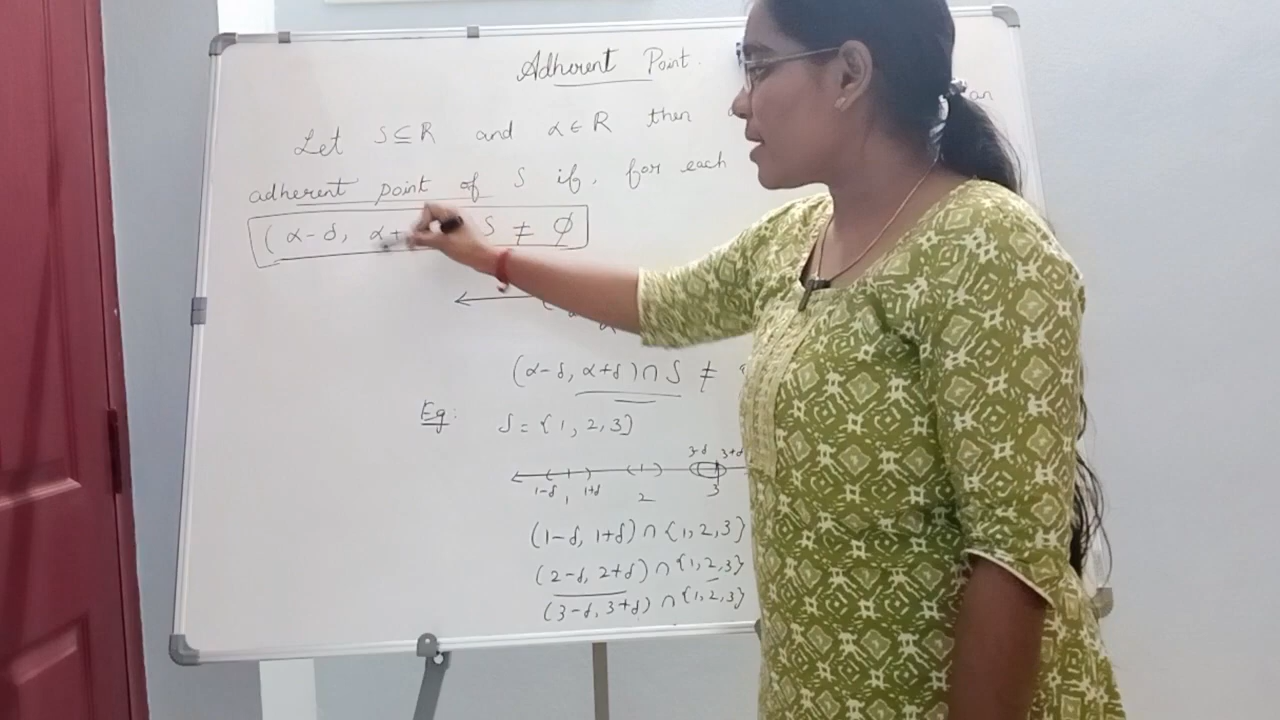 Adherent Point.
Let S⊆R and α∈R then
an
adherent point of S if, for each
(α-δ, α+ S ≠ ∅
(α-δ, α+δ)∩S ≠
Eg: S={1, 2, 3}
3-δ 3+δ
1-δ 1 1+δ 2 3
(1-δ, 1+δ)∩{1,2,3}
(2-δ, 2+δ)∩{1,2,3}
(3-δ, 3+δ)∩{1,2,3}